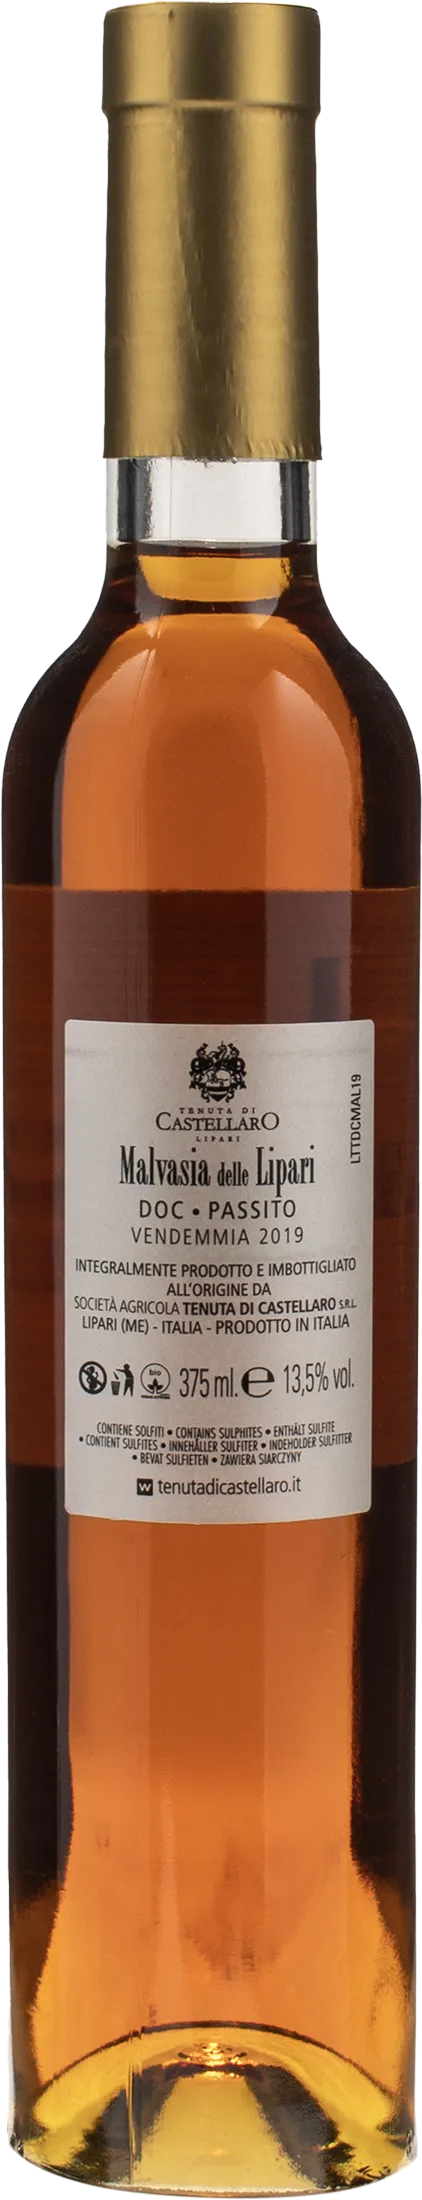 TENUTA DI
CASTELLARO
LIPARI
Malvasia delle Lipari
DOC • PASSITO
VENDEMMIA 2019
LTTDCMAL19
INTEGRALMENTE PRODOTTO E IMBOTTIGLIATO
ALL'ORIGINE DA
SOCIETÀ AGRICOLA TENUTA DI CASTELLARO S.R.L.
LIPARI (ME) - ITALIA - PRODOTTO IN ITALIA
bio
375 ml. e 13,5% vol.
CONTIENE SOLFITI • CONTAINS SULPHITES • ENTHÄLT SULFITE
• CONTIENT SULFITES • INNEHÅLLER SULFITER • INDEHOLDER SULFITTER
• BEVAT SULFIETEN • ZAWIERA SIARCZYNY
w tenutadicastellaro.it